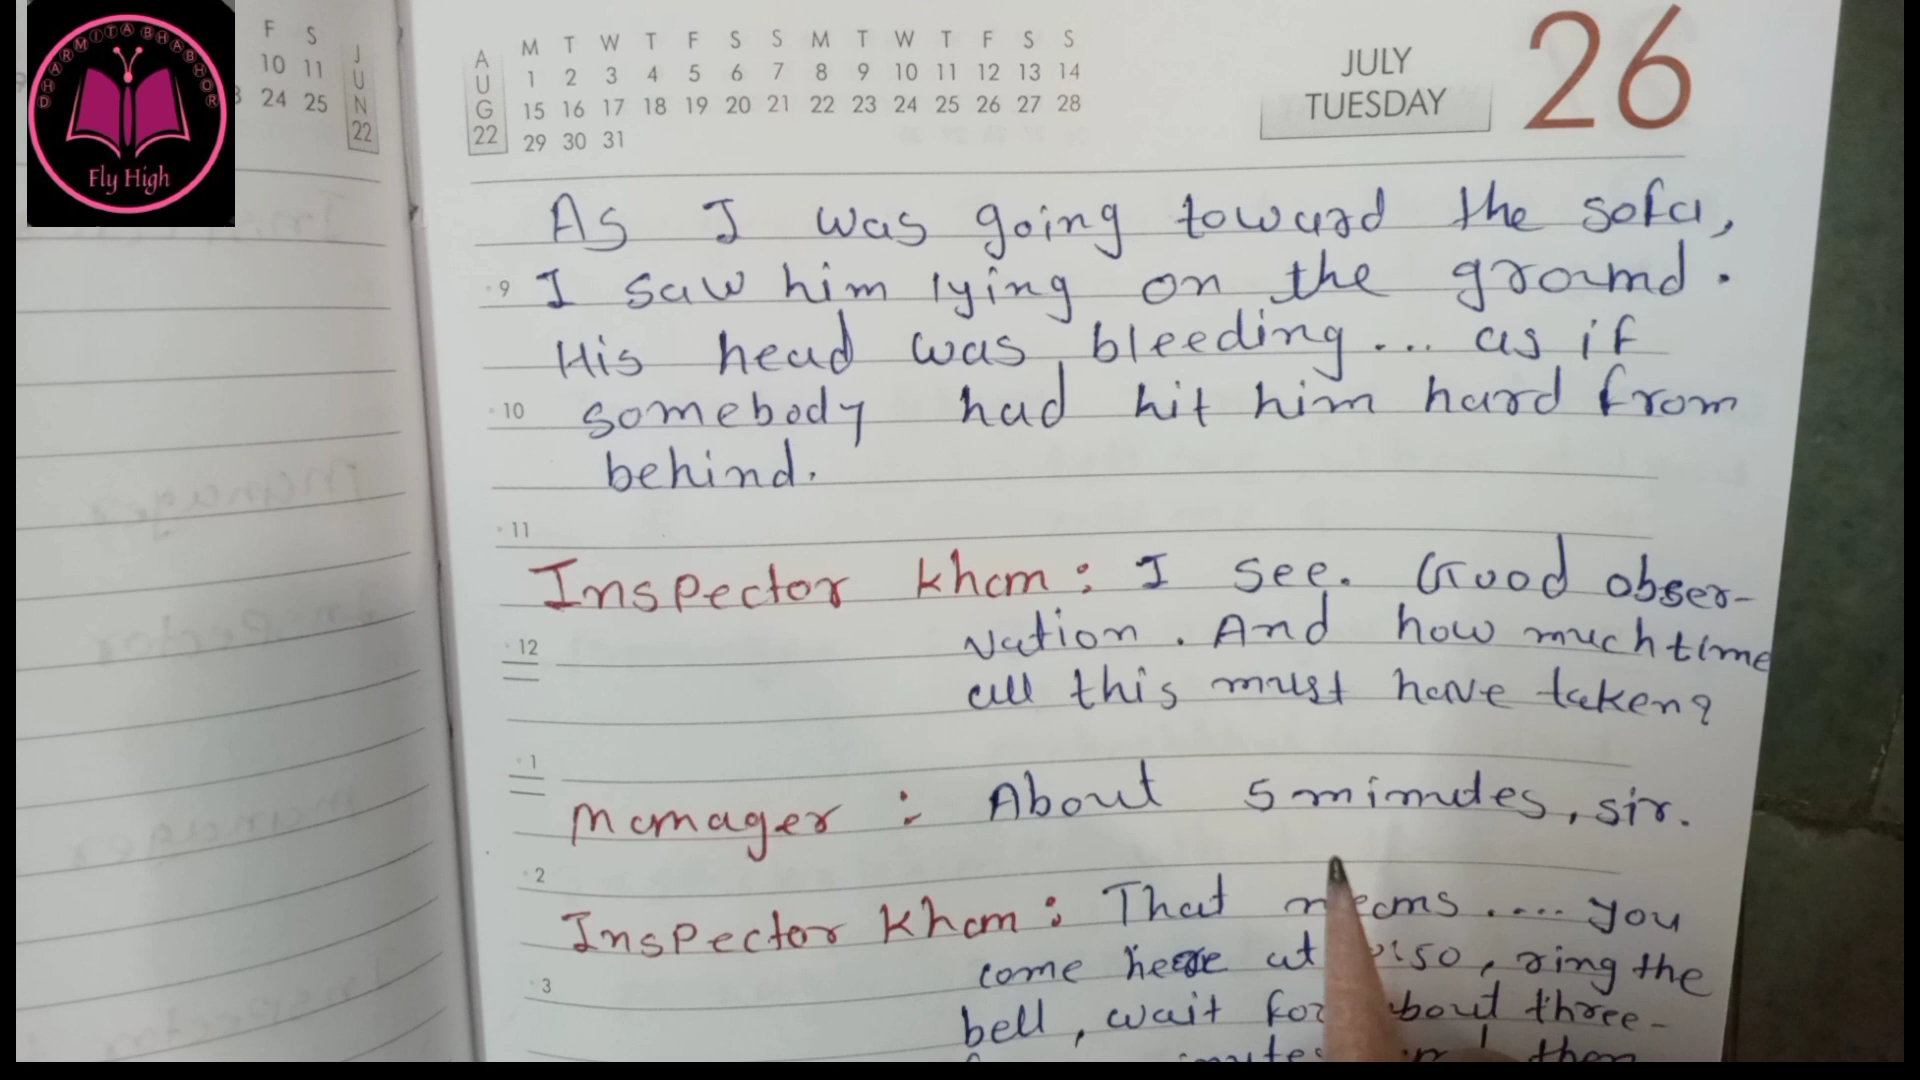 DHARMITA BHABHOR
Fly High
F S
10 11
24 25
JUN 22
AUG 22
M T W T F S S M T W T F S S
1 2 3 4 5 6 7 8 9 10 11 12 13 14
15 16 17 18 19 20 21 22 23 24 25 26 27 28
29 30 31
JULY
TUESDAY
26
As I was going toward the sofa,
9 I saw him lying on the ground.
His head was bleeding... as if
10 somebody had hit him hard from
behind.
11
Inspector Khan: I see. Good obser-
12 vation. And how much time
all this must have taken?
1
Manager: About 5 minutes, sir.
2
Inspector Khan: That means.... you
3 come here at :50, ring the
bell, wait for about three-
then